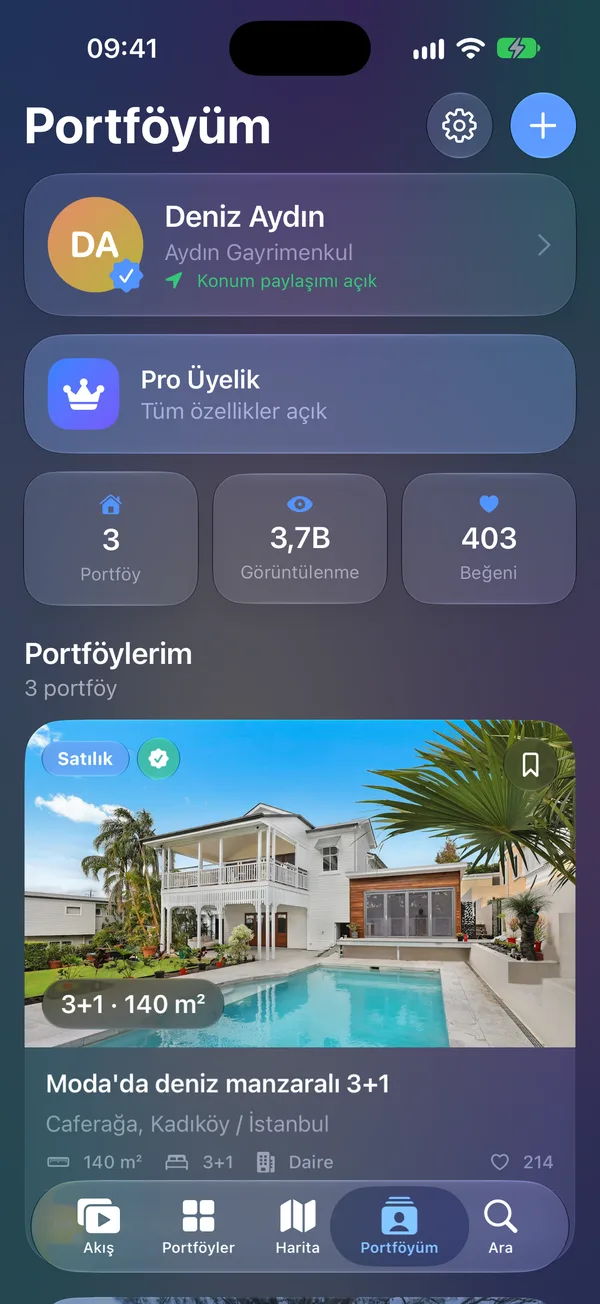 09:41
Portföyüm
DA
Deniz Aydın
Aydın Gayrimenkul
Konum paylaşımı açık
Pro Üyelik
Tüm özellikler açık
3
Portföy
3,7B
Görüntülenme
403
Beğeni
Portföylerim
3 portföy
Satılık
3+1 · 140 m²
Moda'da deniz manzaralı 3+1
Caferağa, Kadıköy / İstanbul
140 m² 3+1 Daire 214
Akış Portföyler Harita Portföyüm Ara